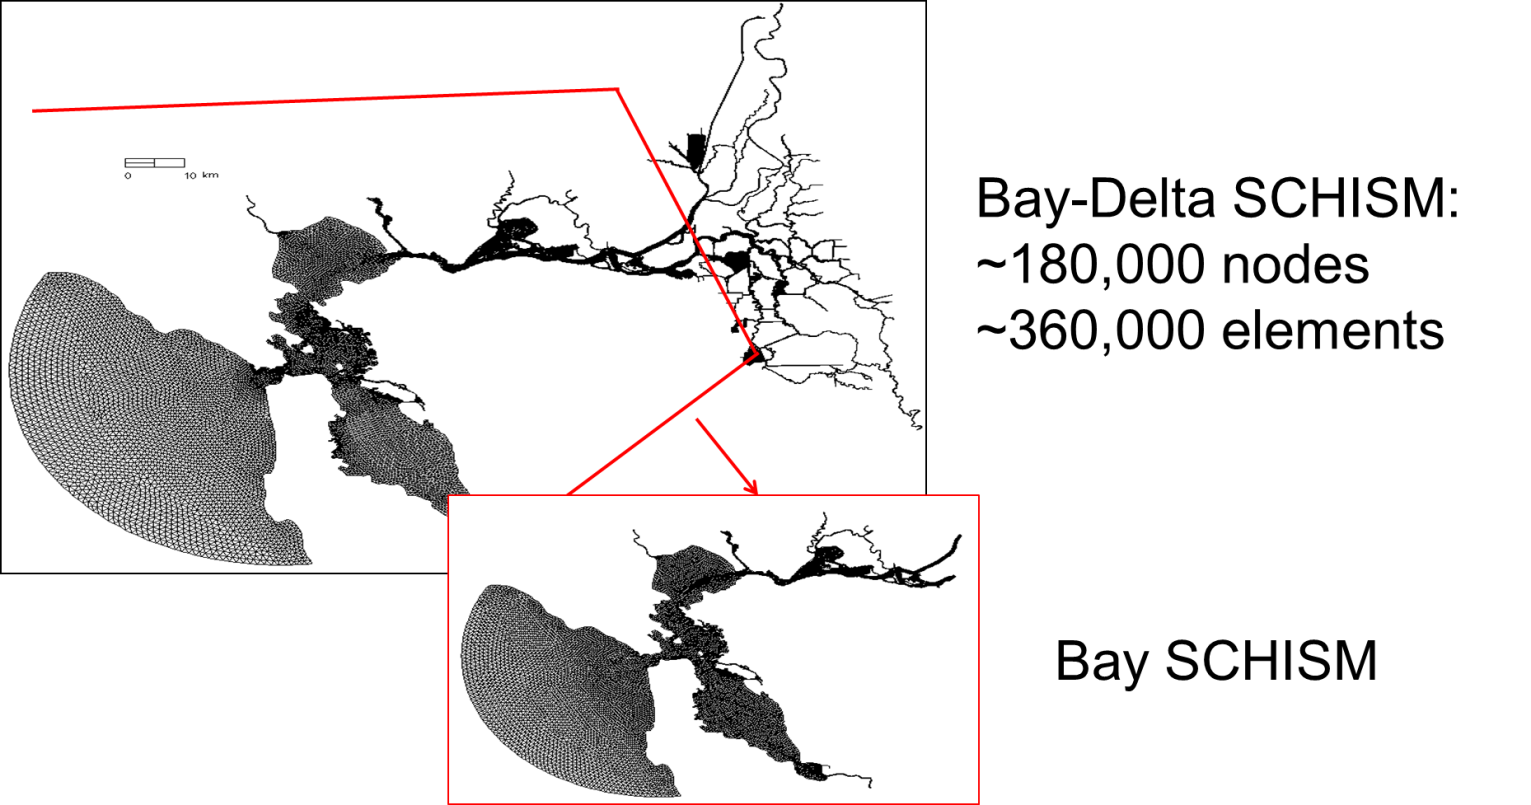 0 10 km
Bay-Delta SCHISM:
~180,000 nodes
~360,000 elements
Bay SCHISM